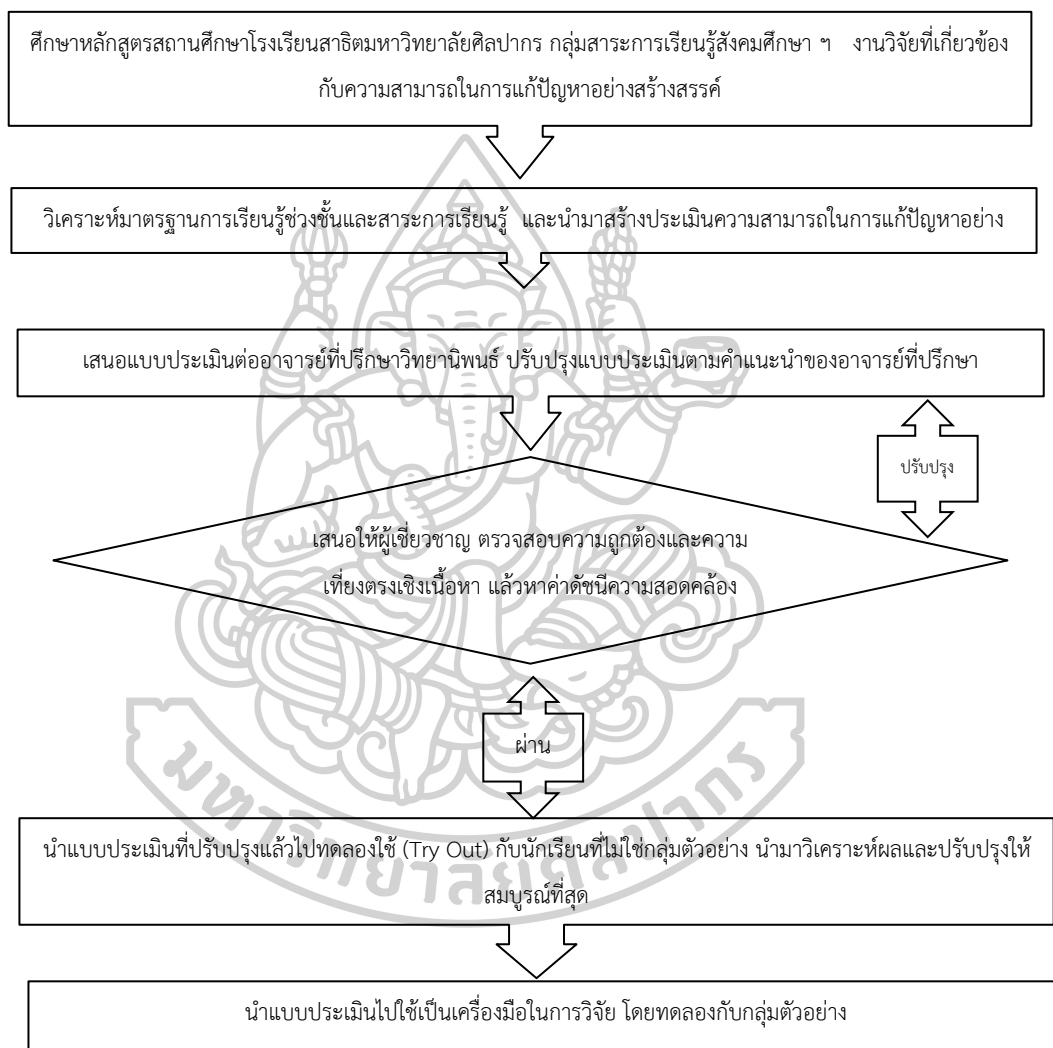 ศึกษาหลักสูตรสถานศึกษาโรงเรียนสาธิตมหาวิทยาลัยศิลปากร กลุ่มสาระการเรียนรู้สังคมศึกษา ฯ งานวิจัยที่เกี่ยวข้อง
กับความสามารถในการแก้ปัญหาอย่างสร้างสรรค์
วิเคราะห์มาตรฐานการเรียนรู้ช่วงชั้นและสาระการเรียนรู้ และนำมาสร้างประเมินความสามารถในการแก้ปัญหาอย่าง
เสนอแบบประเมินต่ออาจารย์ที่ปรึกษาวิทยานิพนธ์ ปรับปรุงแบบประเมินตามคำแนะนำของอาจารย์ที่ปรึกษา
ปรับปรุง
เสนอให้ผู้เชี่ยวชาญ ตรวจสอบความถูกต้องและความ
เที่ยงตรงเชิงเนื้อหา แล้วหาค่าดัชนีความสอดคล้อง
ผ่าน
นำแบบประเมินที่ปรับปรุงแล้วไปทดลองใช้ (Try Out) กับนักเรียนที่ไม่ใช่กลุ่มตัวอย่าง นำมาวิเคราะห์ผลและปรับปรุงให้
สมบูรณ์ที่สุด
มหาวิทยาลัยศิลปากร
นำแบบประเมินไปใช้เป็นเครื่องมือในการวิจัย โดยทดลองกับกลุ่มตัวอย่าง